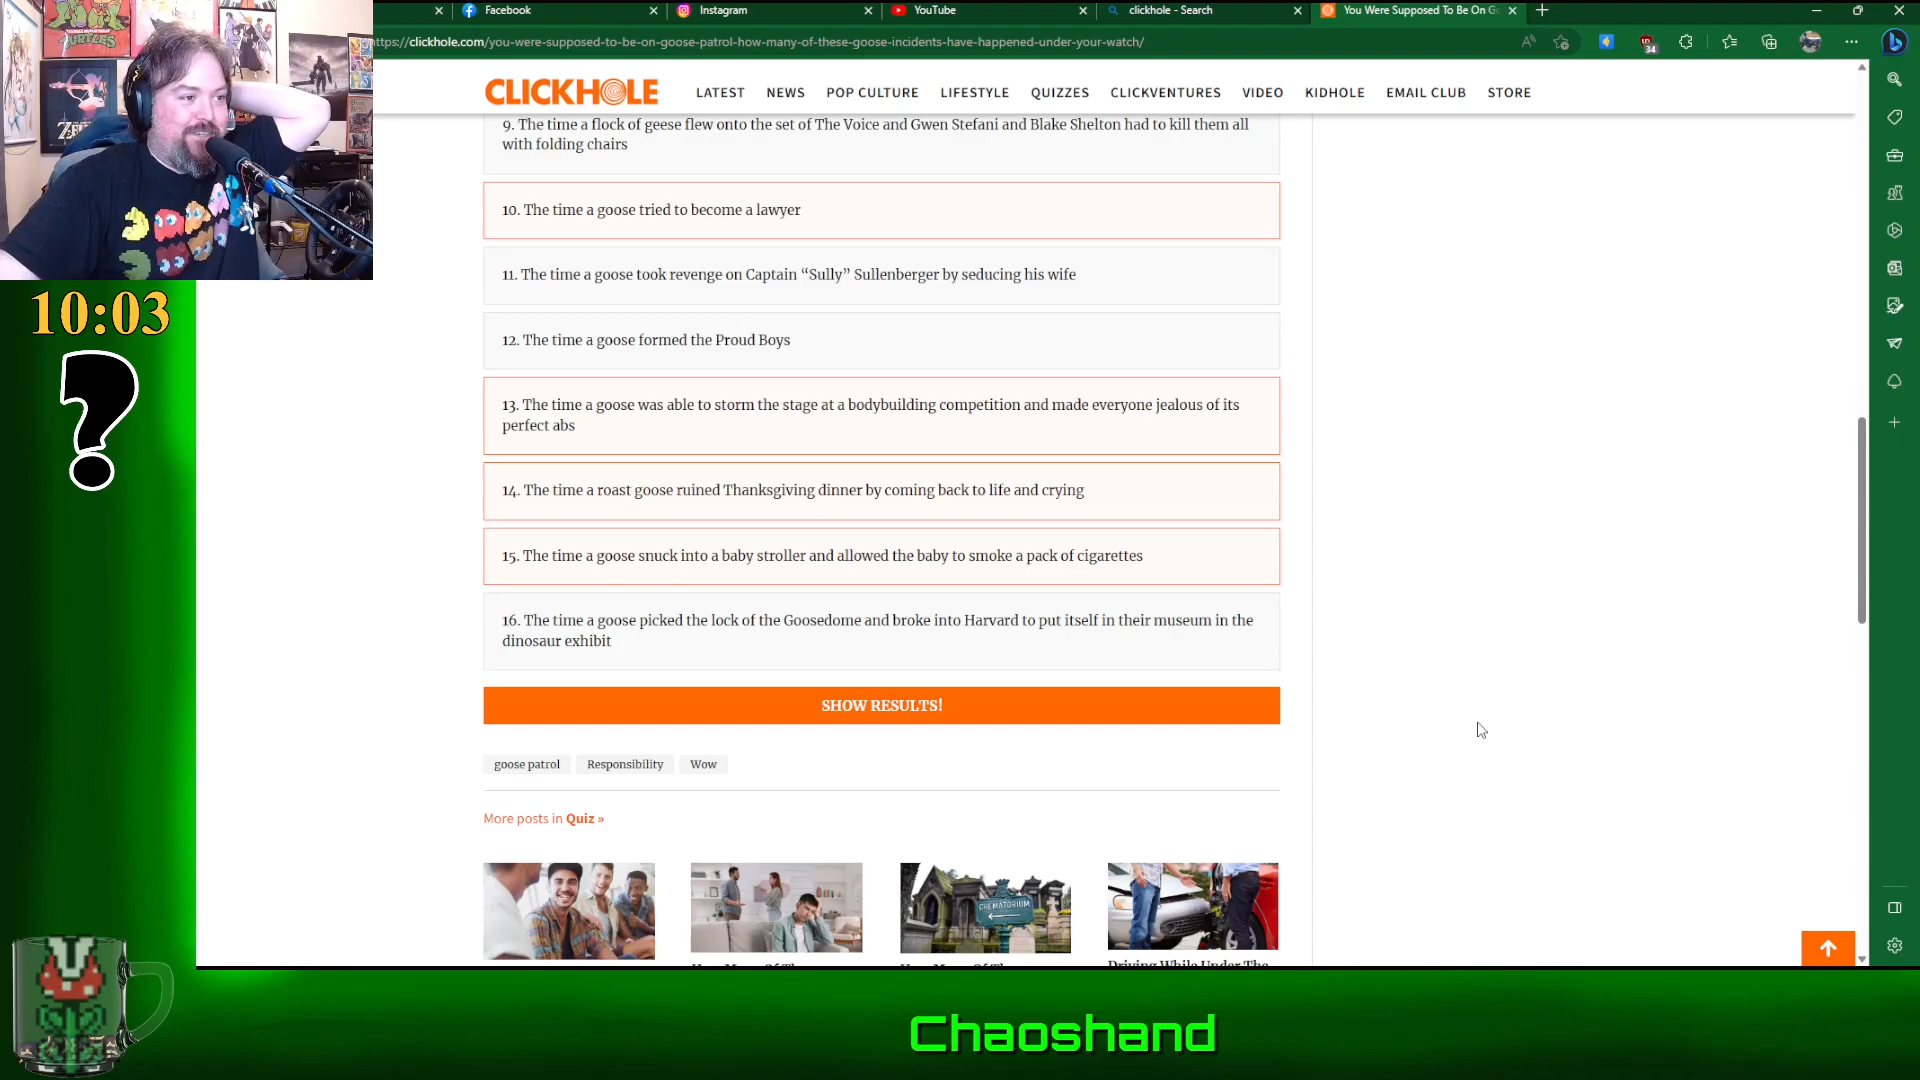 Facebook
Instagram
YouTube
clickhole - Search
You Were Supposed To Be On Go
https://clickhole.com/you-were-supposed-to-be-on-goose-patrol-how-many-of-these-goose-incidents-have-happened-under-your-watch/
34
CLICKHOLE
LATEST
NEWS
POP CULTURE
LIFESTYLE
QUIZZES
CLICKVENTURES
VIDEO
KIDHOLE
EMAIL CLUB
STORE
9. The time a flock of geese flew onto the set of The Voice and Gwen Stefani and Blake Shelton had to kill them all
with folding chairs
10. The time a goose tried to become a lawyer
11. The time a goose took revenge on Captain “Sully” Sullenberger by seducing his wife
12. The time a goose formed the Proud Boys
13. The time a goose was able to storm the stage at a bodybuilding competition and made everyone jealous of its
perfect abs
14. The time a roast goose ruined Thanksgiving dinner by coming back to life and crying
15. The time a goose snuck into a baby stroller and allowed the baby to smoke a pack of cigarettes
16. The time a goose picked the lock of the Goosedome and broke into Harvard to put itself in their museum in the
dinosaur exhibit
SHOW RESULTS!
goose patrol
Responsibility
Wow
More posts in Quiz »
CREMATORIUM
Driving While Under The
TURTLES
ZELDA
10:03
?
Chaoshand